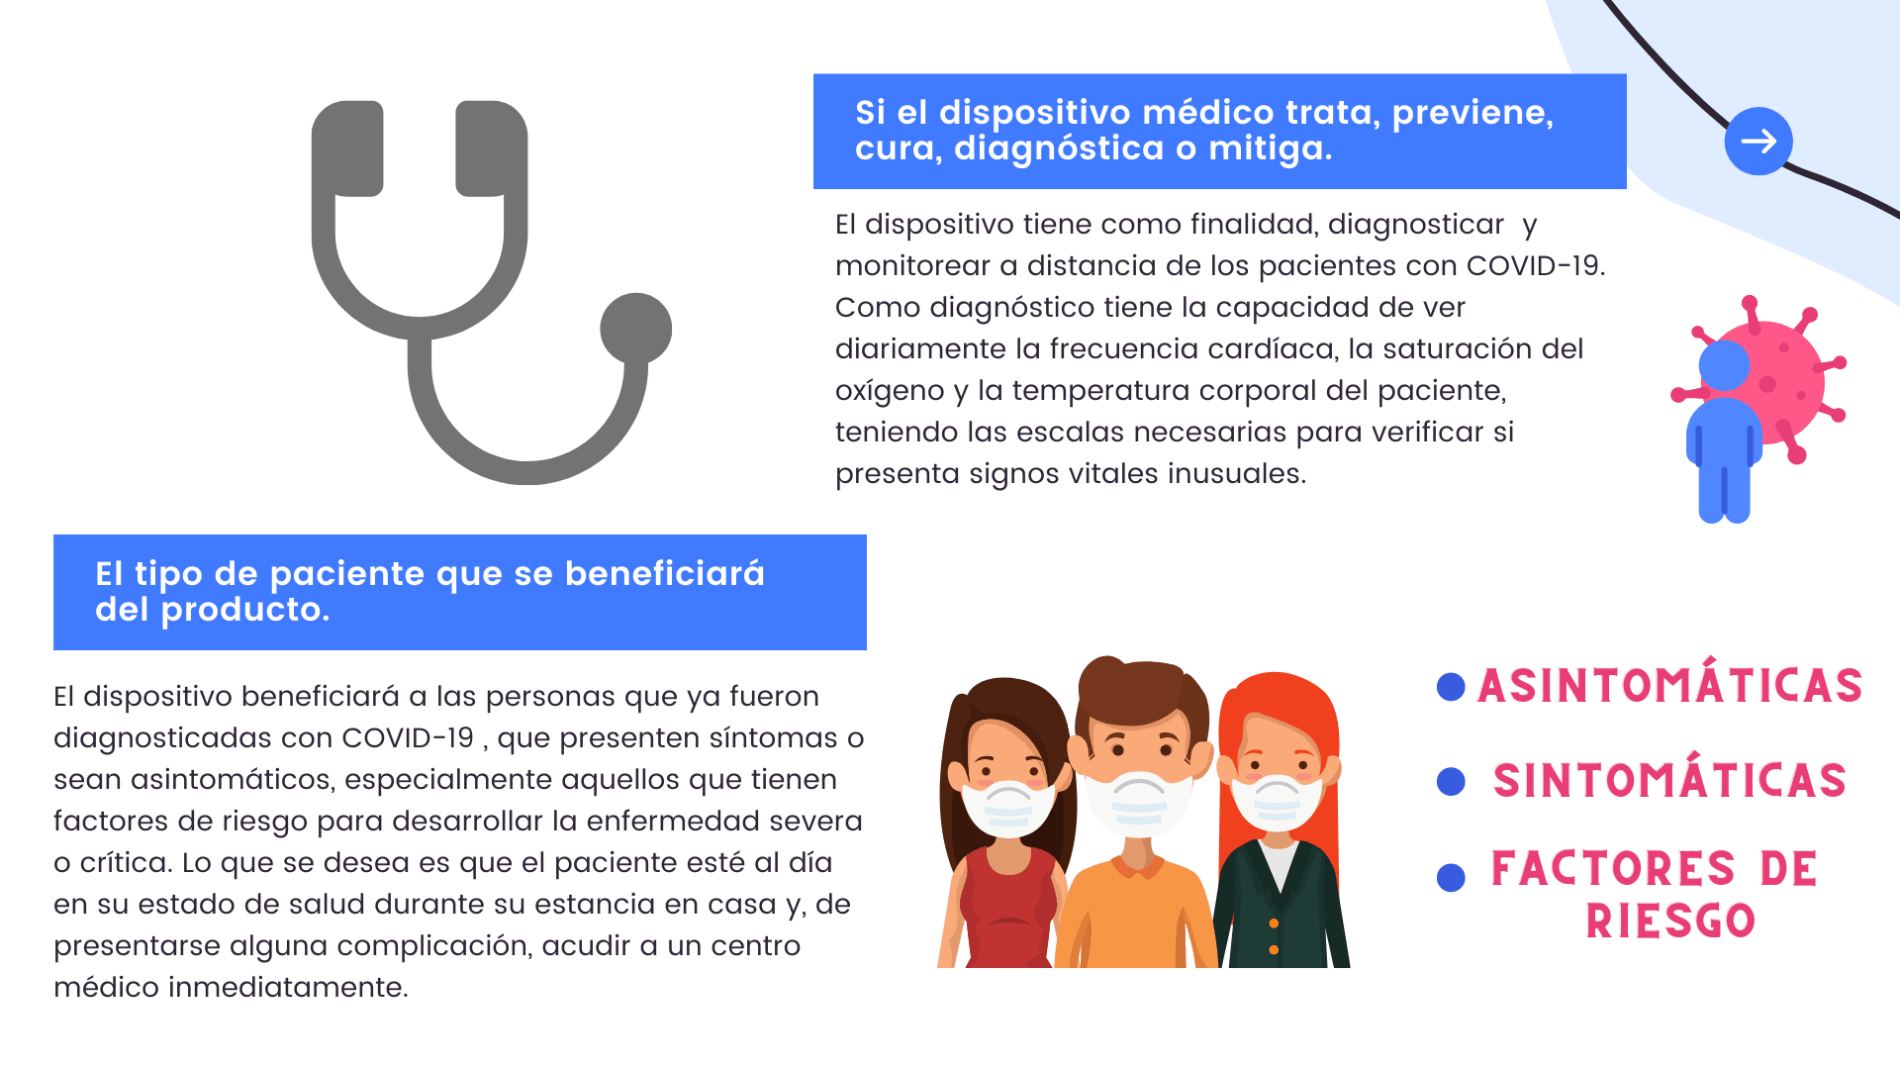 Si el dispositivo médico trata, previene,
cura, diagnóstica o mitiga.
El dispositivo tiene como finalidad, diagnosticar y
monitorear a distancia de los pacientes con COVID-19.
Como diagnóstico tiene la capacidad de ver
diariamente la frecuencia cardíaca, la saturación del
oxígeno y la temperatura corporal del paciente,
teniendo las escalas necesarias para verificar si
presenta signos vitales inusuales.
El tipo de paciente que se beneficiará
del producto.
El dispositivo beneficiará a las personas que ya fueron
diagnosticadas con COVID-19 , que presenten síntomas o
sean asintomáticos, especialmente aquellos que tienen
factores de riesgo para desarrollar la enfermedad severa
o crítica. Lo que se desea es que el paciente esté al día
en su estado de salud durante su estancia en casa y, de
presentarse alguna complicación, acudir a un centro
médico inmediatamente.
ASINTOMÁTICAS
SINTOMÁTICAS
FACTORES DE
RIESGO